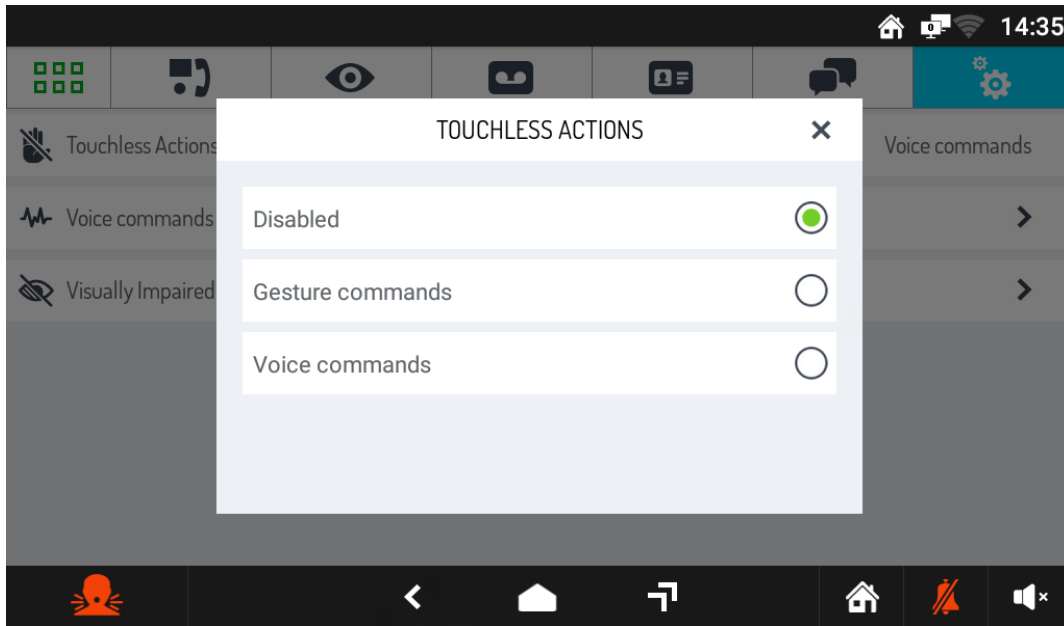 14:35
TOUCHLESS ACTIONS
Touchless Actions
Voice commands
Voice commands
Disabled
Visually Impaired
Gesture commands
Voice commands